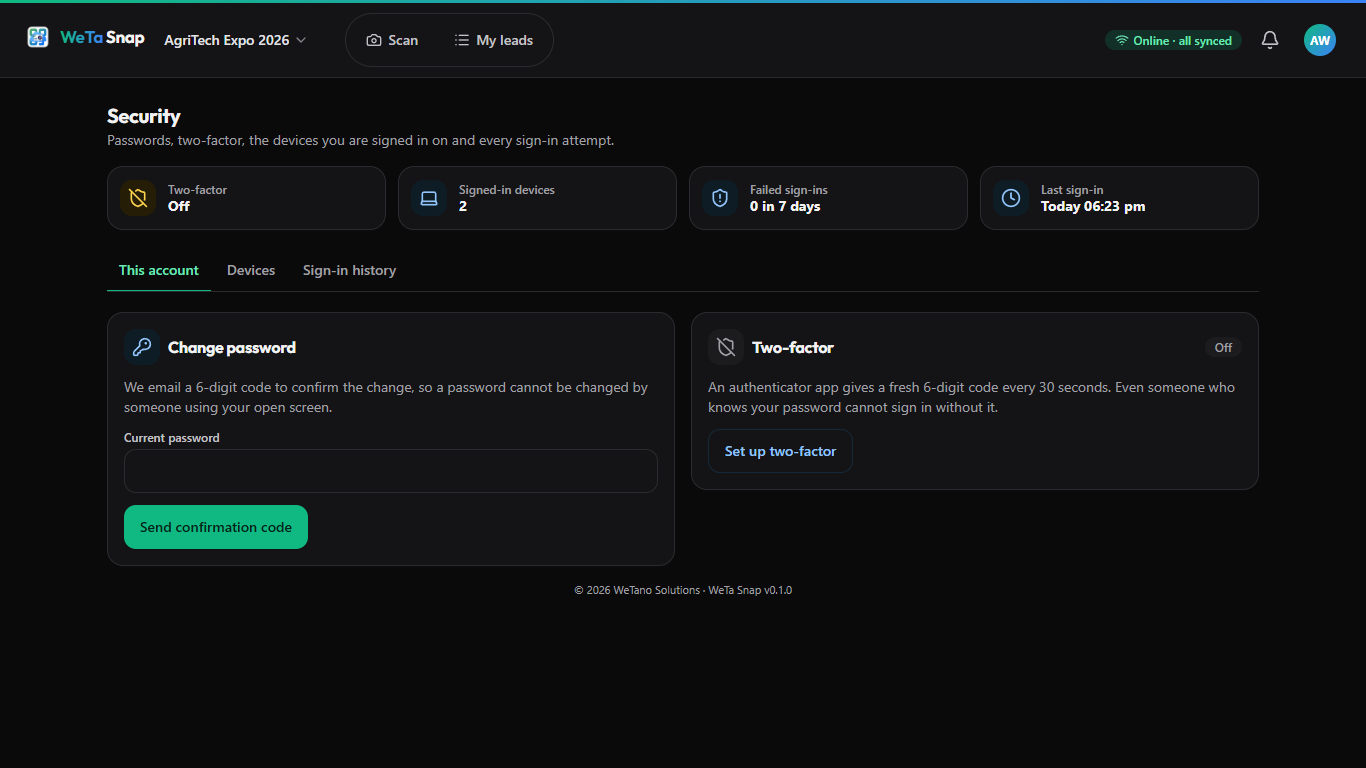 WeTa Snap
AgriTech Expo 2026
Scan
My leads
Online · all synced
AW
Security
Passwords, two-factor, the devices you are signed in on and every sign-in attempt.
Two-factor
Off
Signed-in devices
2
Failed sign-ins
0 in 7 days
Last sign-in
Today 06:23 pm
This account
Devices
Sign-in history
Change password
We email a 6-digit code to confirm the change, so a password cannot be changed by
someone using your open screen.
Current password
Send confirmation code
Two-factor
Off
An authenticator app gives a fresh 6-digit code every 30 seconds. Even someone who
knows your password cannot sign in without it.
Set up two-factor
© 2026 WeTano Solutions · WeTa Snap v0.1.0